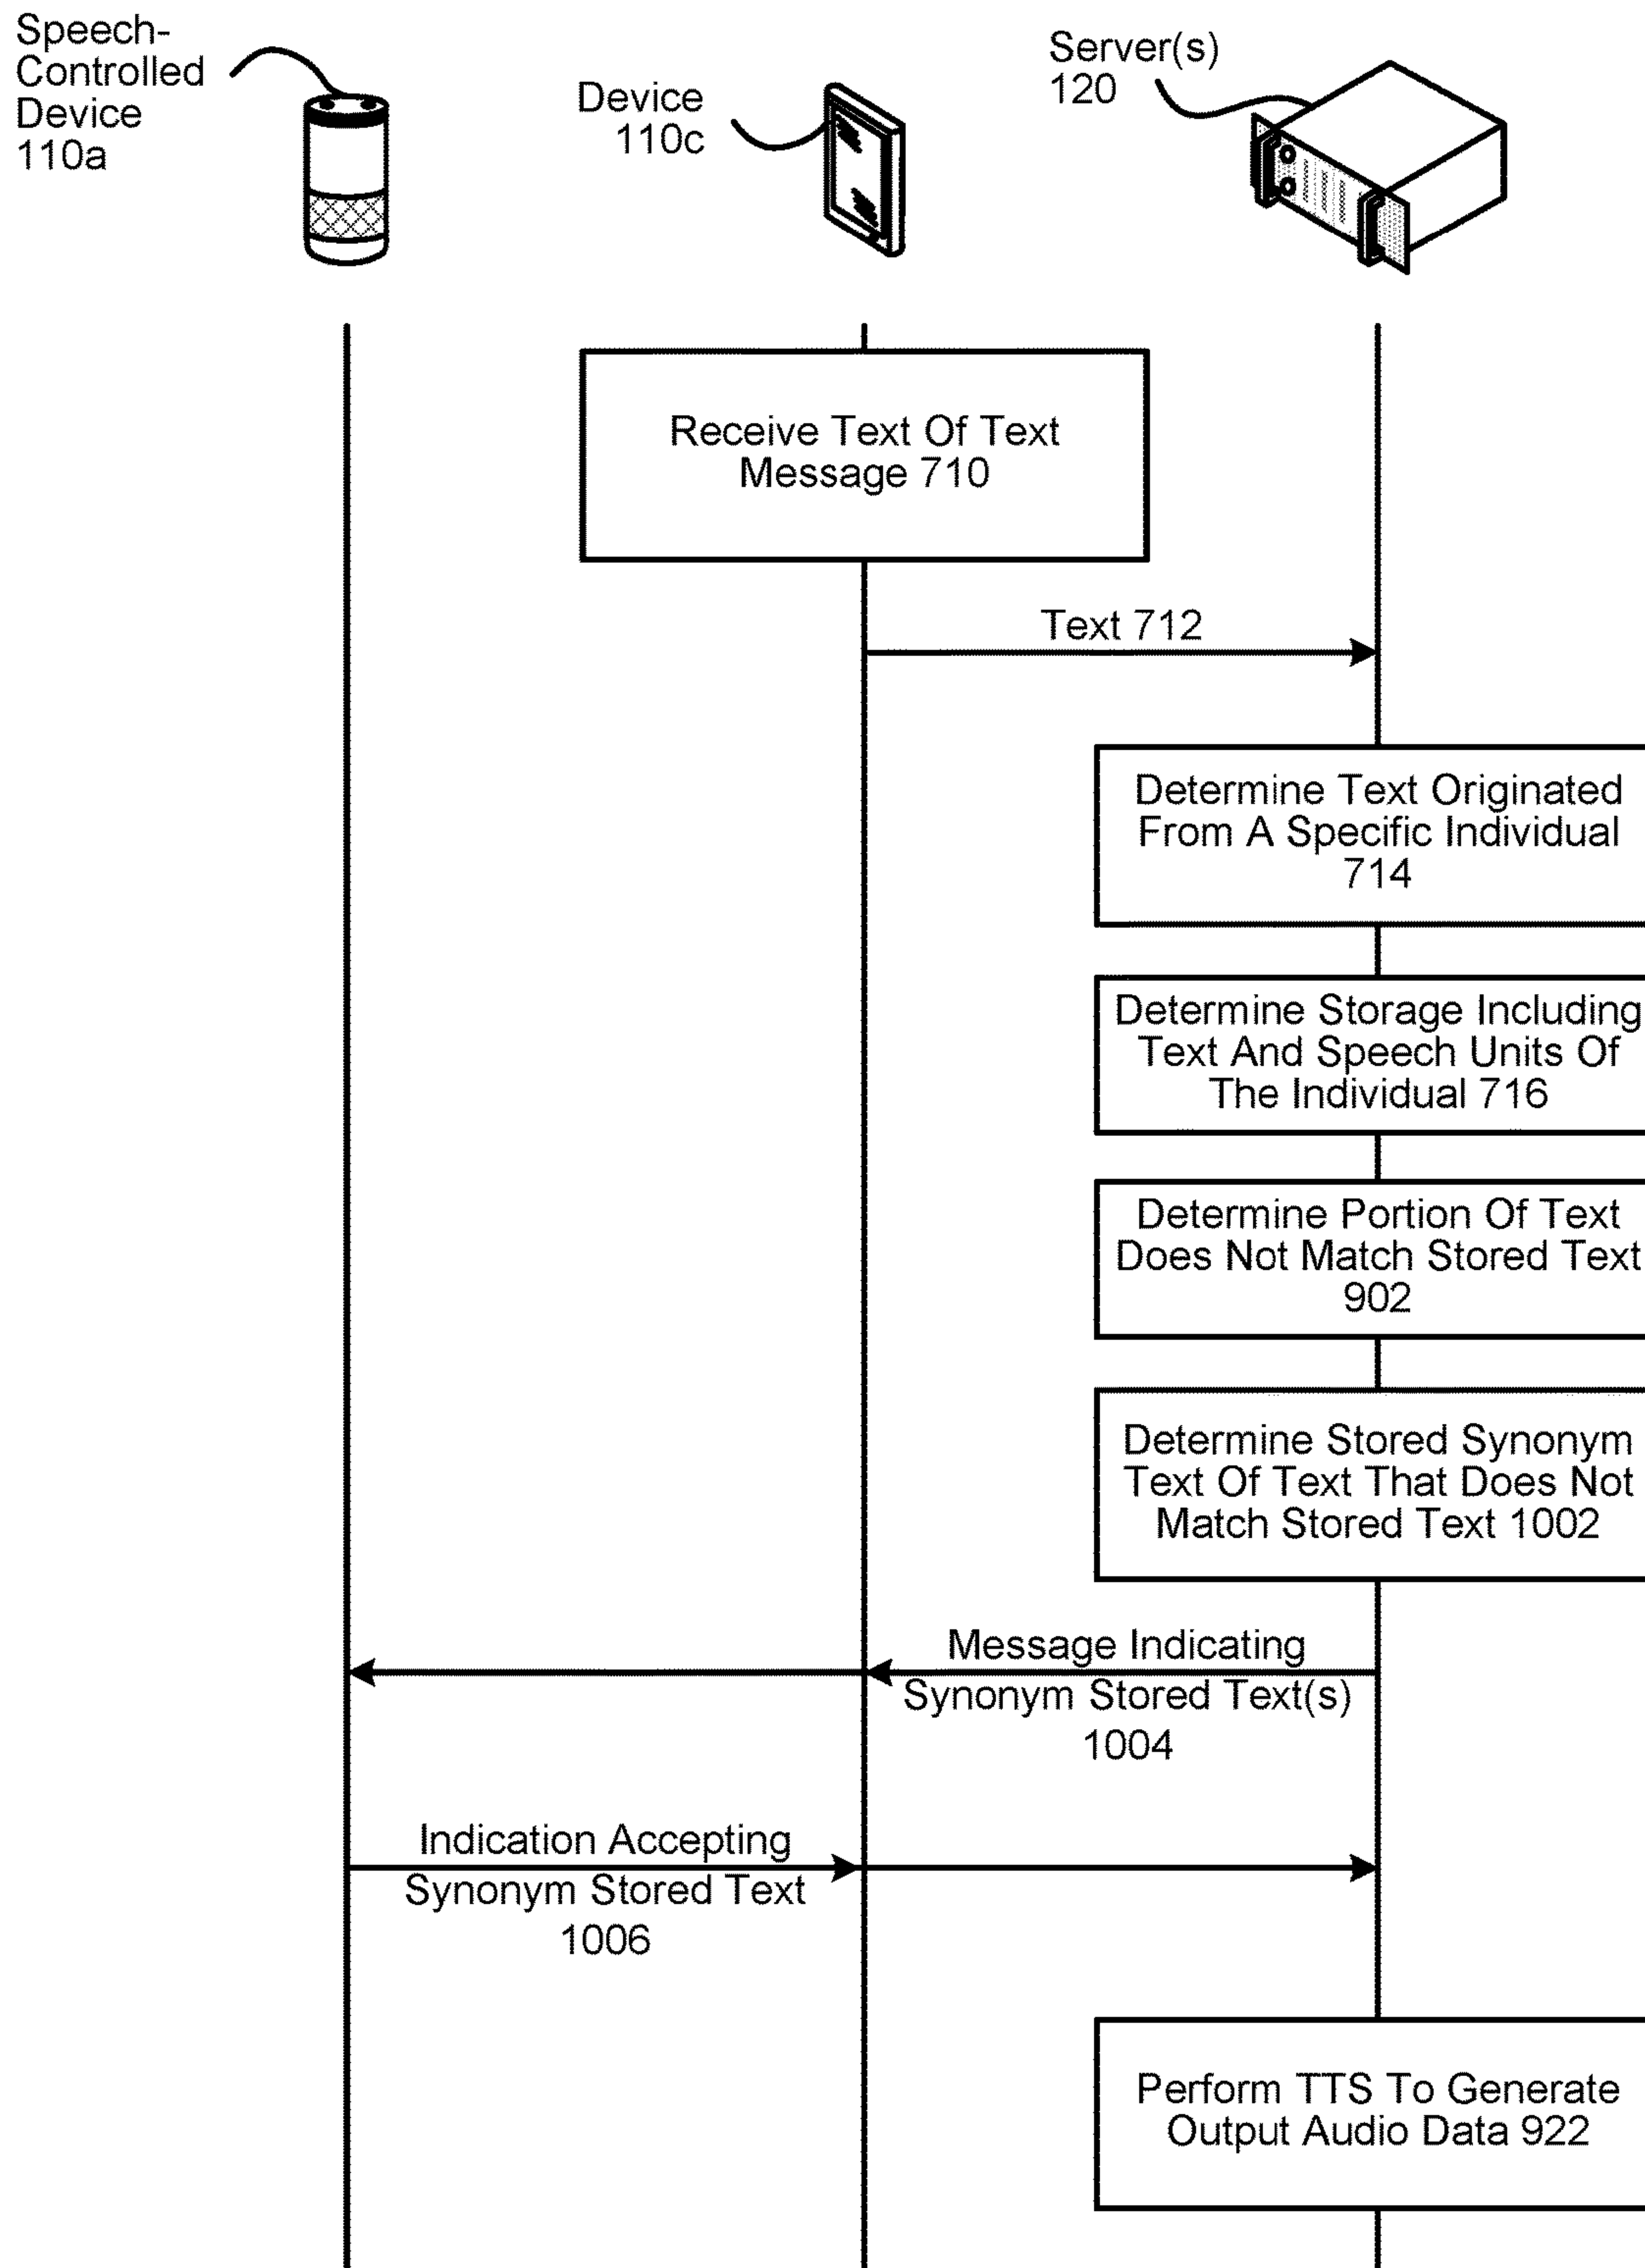 Speech-
Controlled
Device
110a
Device
110c
Server(s)
120
Receive Text Of Text
Message 710
Text 712
Determine Text Originated
From A Specific Individual
714
Determine Storage Including
Text And Speech Units Of
The Individual 716
Determine Portion Of Text
Does Not Match Stored Text
902
Determine Stored Synonym
Text Of Text That Does Not
Match Stored Text 1002
Message Indicating
Synonym Stored Text(s)
1004
Indication Accepting
Synonym Stored Text
1006
Perform TTS To Generate
Output Audio Data 922